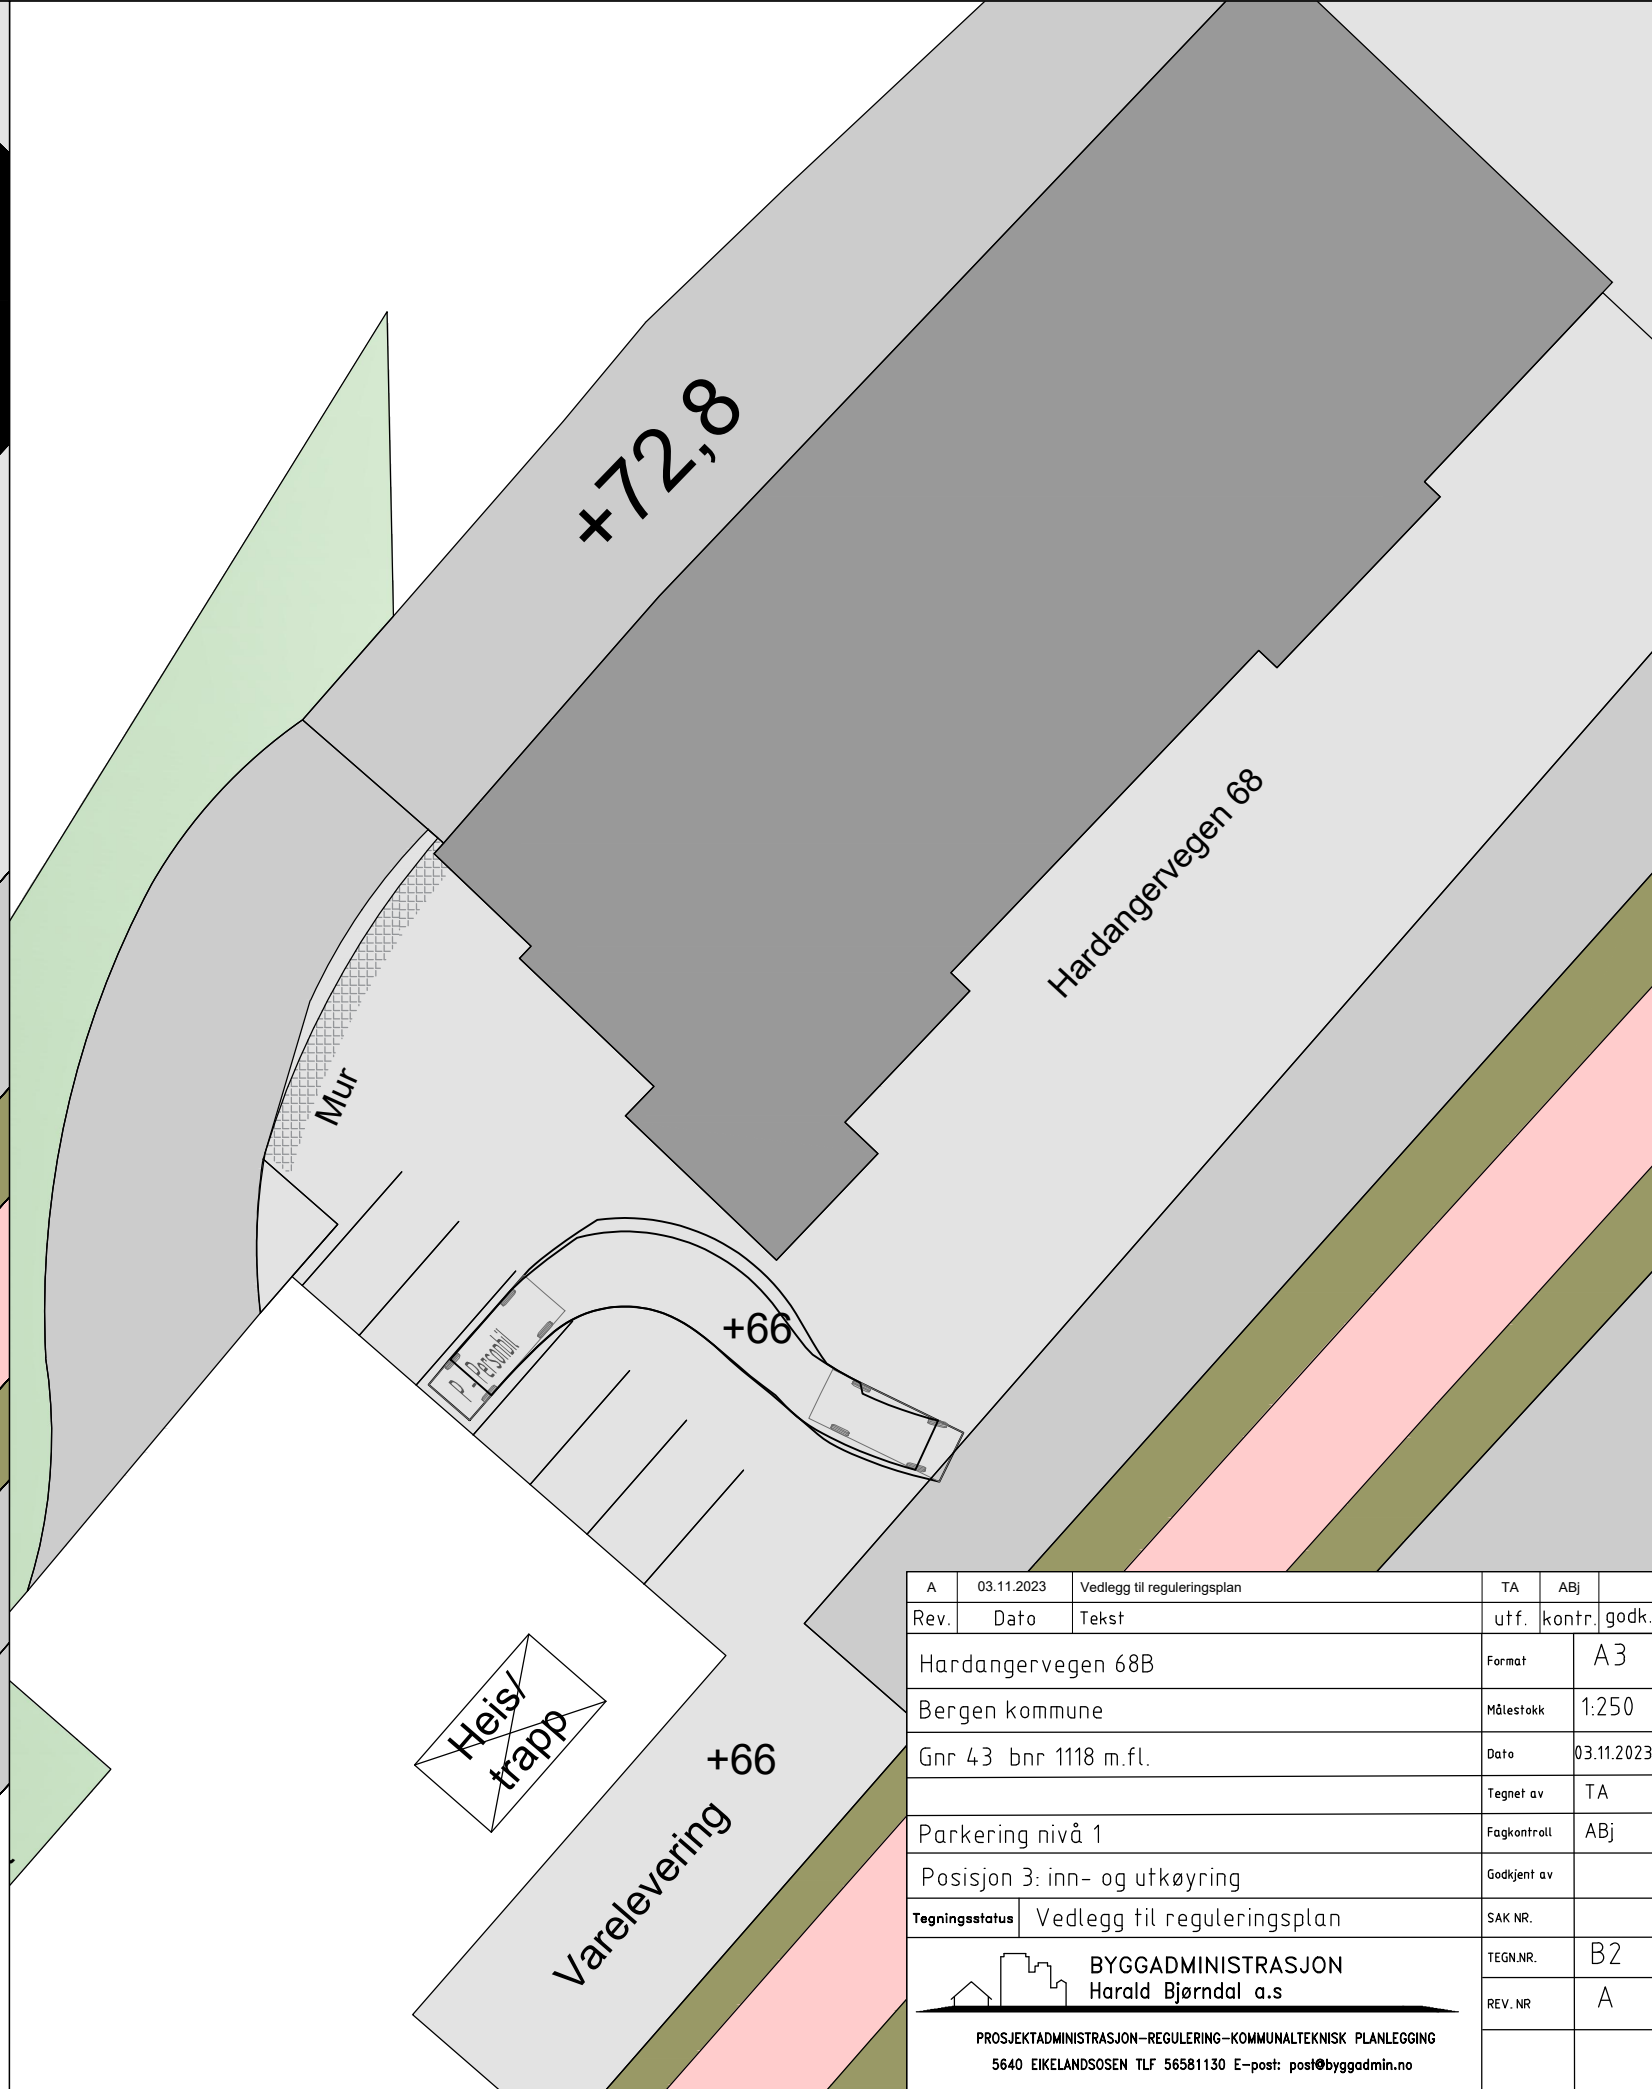 +72,8
Hardangervegen 68
Mur
P - Personbil
+66
Heis/
trapp
+66
Varelevering
A 03.11.2023 Vedlegg til reguleringsplan TA ABj
Rev. Dato Tekst utf. kontr. godk.
Hardangervegen 68B Format A3
Bergen kommune Målestokk 1:250
Gnr 43 bnr 1118 m.fl. Dato 03.11.2023
Tegnet av TA
Parkering nivå 1 Fagkontroll ABj
Posisjon 3: inn- og utkøyring Godkjent av
Tegningsstatus Vedlegg til reguleringsplan SAK NR.
BYGGADMINISTRASJON TEGN.NR. B2
Harald Bjørndal a.s REV. NR A
PROSJEKTADMINISTRASJON-REGULERING-KOMMUNALTEKNISK PLANLEGGING
5640 EIKELANDSOSEN TLF 56581130 E-post: post@byggadmin.no